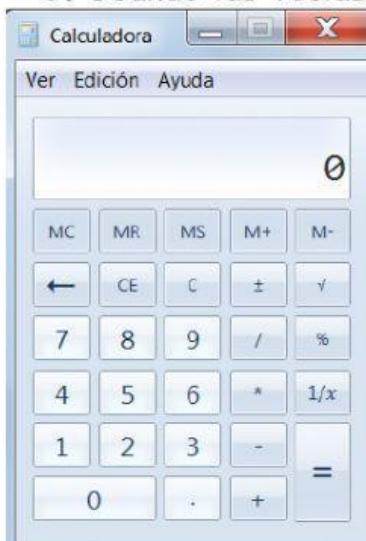 Calculadora
Ver Edición Ayuda
0
MC MR MS M+ M-
← CE C ± √
7 8 9 / %
4 5 6 * 1/x
1 2 3 - =
0 . +